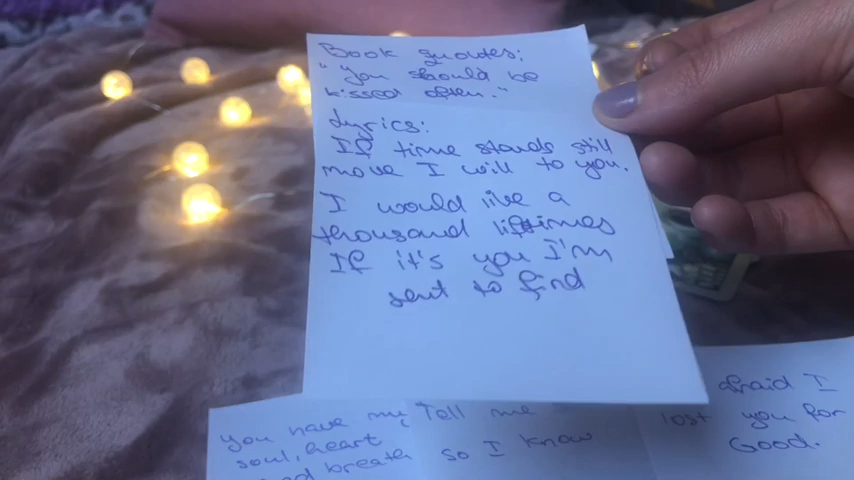 Book quotes:
"You should be
kissed often."
Lyrics:
If time stands still
move I will to you.
I would live a
thousand lifetimes
If it's you I'm
sent to find
you have my
soul, heart
and breath
Tell me
so I know
afraid I
lost you for
Good.